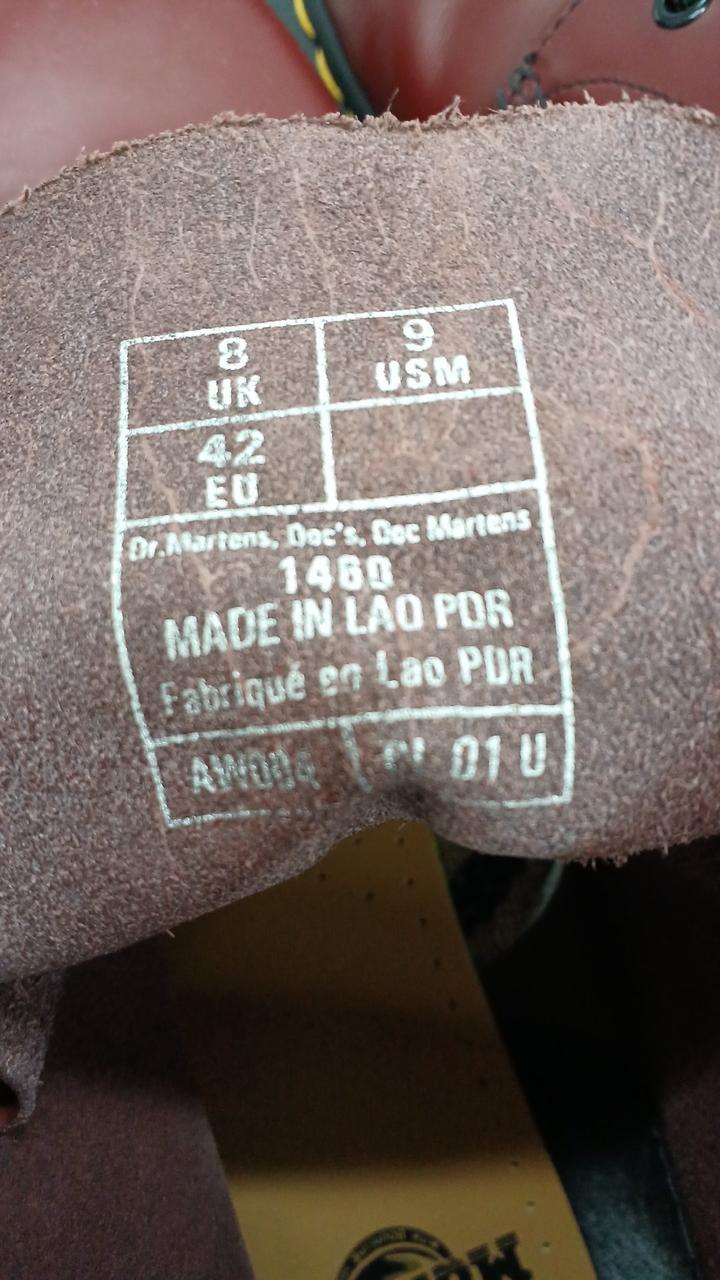 8
UK
9
USM
42
EU
Dr.Martens, Doc's, Doc Martens
1460
MADE IN LAO PDR
Fabriqué en Lao PDR
AW004
01 U